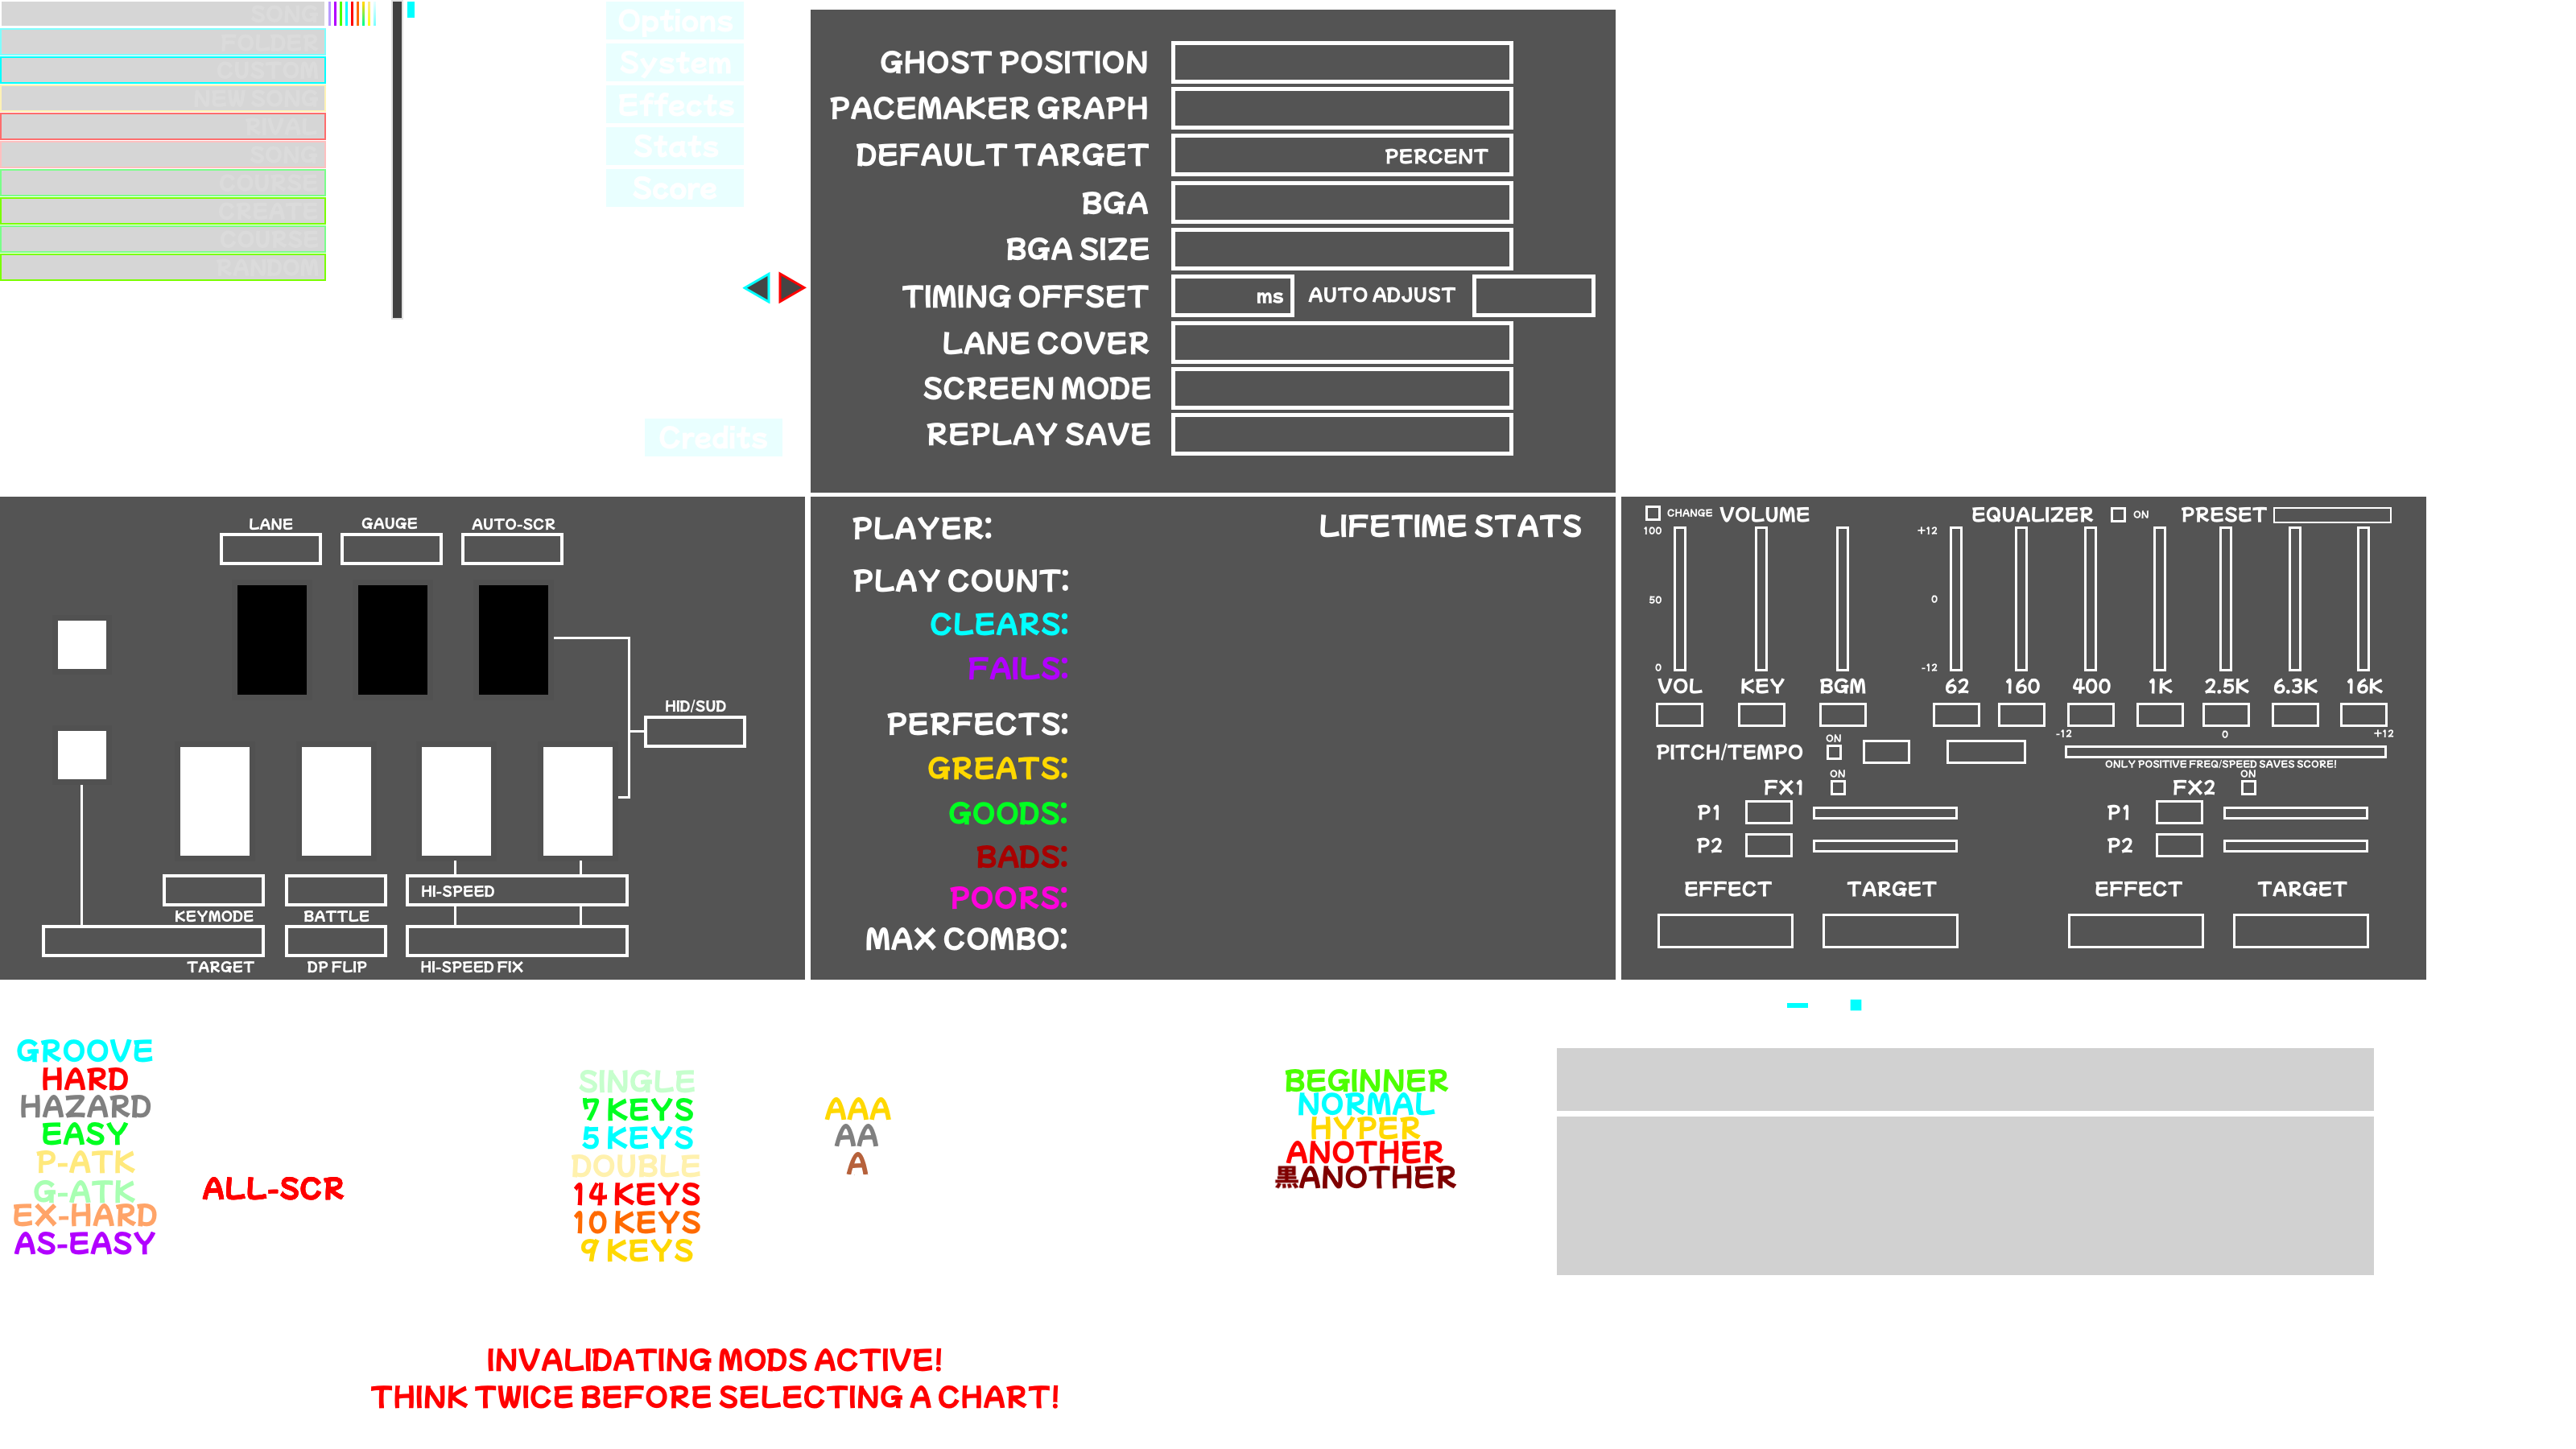 SONG
FOLDER
CUSTOM
NEW SONG
RIVAL
SONG
COURSE
CREATE
COURSE
RANDOM
Options
System
Effects
Stats
Score
Credits
GHOST POSITION
PACEMAKER GRAPH
DEFAULT TARGET PERCENT
BGA
BGA SIZE
TIMING OFFSET ms AUTO ADJUST
LANE COVER
SCREEN MODE
REPLAY SAVE
LANE GAUGE AUTO-SCR
HID/SUD
HI-SPEED
KEYMODE BATTLE
TARGET DP FLIP HI-SPEED FIX
PLAYER: LIFETIME STATS
PLAY COUNT:
CLEARS:
FAILS:
PERFECTS:
GREATS:
GOODS:
BADS:
POORS:
MAX COMBO:
CHANGE VOLUME EQUALIZER ON PRESET
100 +12
50 0
0 -12
VOL KEY BGM 62 160 400 1K 2.5K 6.3K 16K
-12 0 +12
PITCH/TEMPO ON
ONLY POSITIVE FREQ/SPEED SAVES SCORE!
FX1 ON FX2 ON
P1 P1
P2 P2
EFFECT TARGET EFFECT TARGET
GROOVE
HARD
HAZARD
EASY
P-ATK
G-ATK
EX-HARD
AS-EASY
ALL-SCR
SINGLE
7 KEYS
5 KEYS
DOUBLE
14 KEYS
10 KEYS
9 KEYS
AAA
AA
A
BEGINNER
NORMAL
HYPER
ANOTHER
黒ANOTHER
INVALIDATING MODS ACTIVE!
THINK TWICE BEFORE SELECTING A CHART!